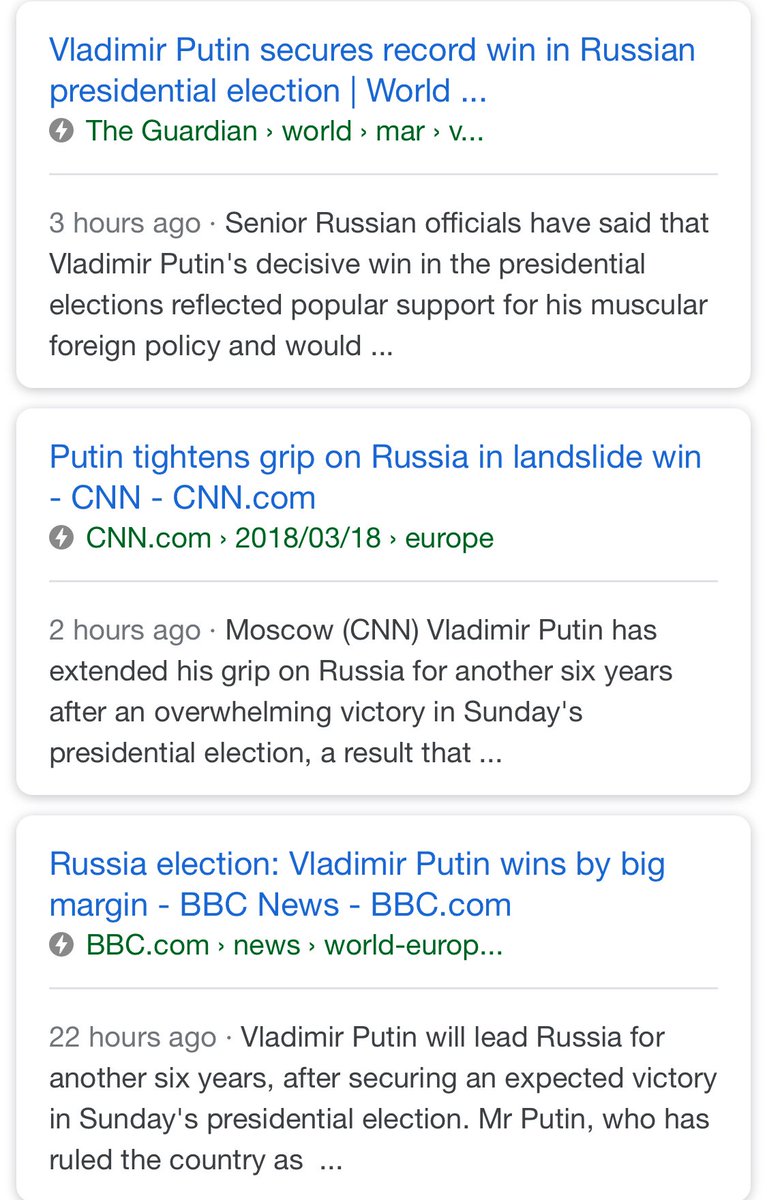 Vladimir Putin secures record win in Russian
presidential election | World ...
The Guardian › world › mar › v...
3 hours ago · Senior Russian officials have said that
Vladimir Putin's decisive win in the presidential
elections reflected popular support for his muscular
foreign policy and would ...
Putin tightens grip on Russia in landslide win
- CNN - CNN.com
CNN.com › 2018/03/18 › europe
2 hours ago · Moscow (CNN) Vladimir Putin has
extended his grip on Russia for another six years
after an overwhelming victory in Sunday's
presidential election, a result that ...
Russia election: Vladimir Putin wins by big
margin - BBC News - BBC.com
BBC.com › news › world-europ...
22 hours ago · Vladimir Putin will lead Russia for
another six years, after securing an expected victory
in Sunday's presidential election. Mr Putin, who has
ruled the country as ...